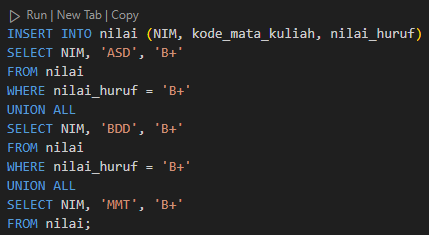 Run | New Tab | Copy
INSERT INTO nilai (NIM, kode_mata_kuliah, nilai_huruf)
SELECT NIM, 'ASD', 'B+'
FROM nilai
WHERE nilai_huruf = 'B+'
UNION ALL
SELECT NIM, 'BDD', 'B+'
FROM nilai
WHERE nilai_huruf = 'B+'
UNION ALL
SELECT NIM, 'MMT', 'B+'
FROM nilai;